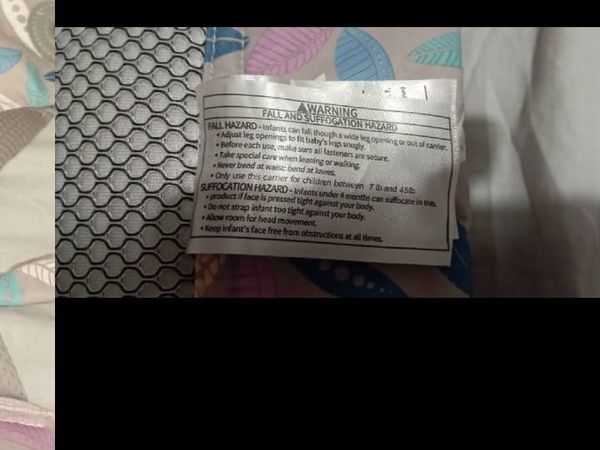 WARNING
FALL AND SUFFOCATION HAZARD
FALL HAZARD - Infants can fall though a wide leg opening or out of carrier.
• Adjust leg openings to fit baby's legs snugly.
• Before each use, make sure all fasteners are secure.
• Take special care when leaning or walking.
• Never bend at waist: bend at knees.
• Only use this carrier for children between 7 lb and 45lb
SUFFOCATION HAZARD - Infants under 4 months can suffocate in this
• product if face is pressed tight against your body.
• Do not strap infant too tight against your body.
• Allow room for head movement.
• Keep infant's face free from obstructions at all times.